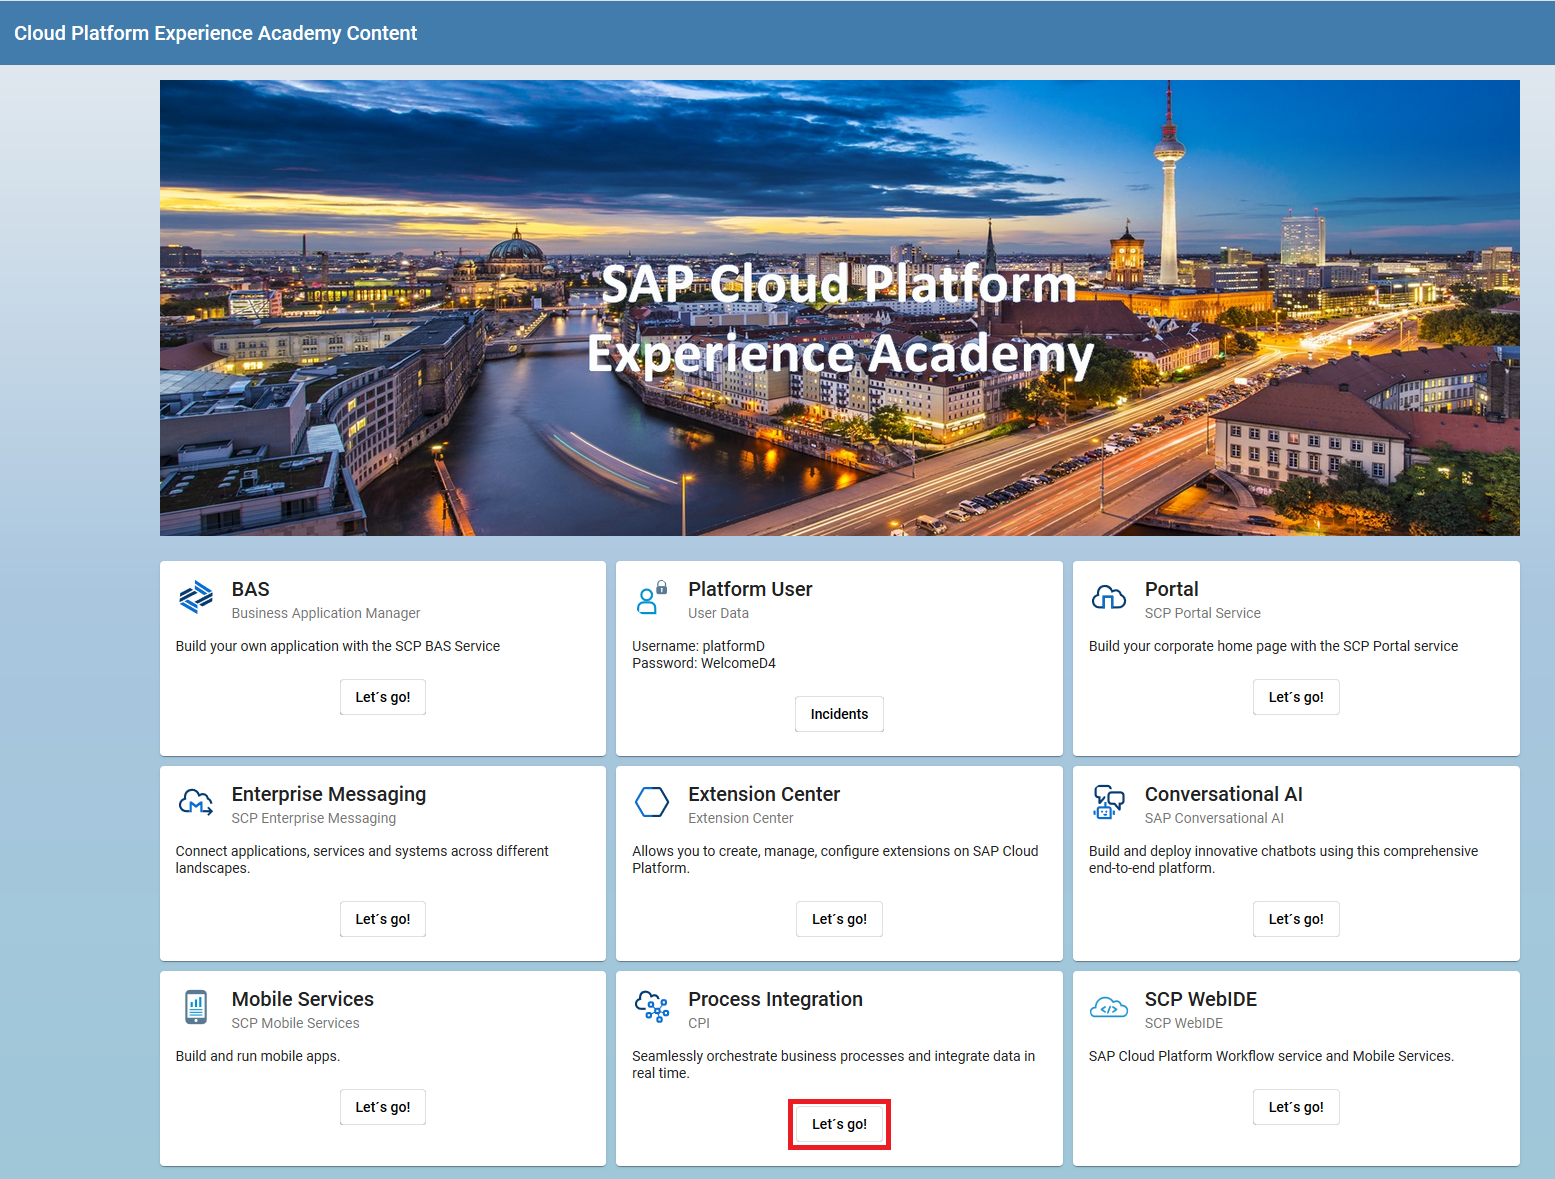 Cloud Platform Experience Academy Content
SAP Cloud Platform
Experience Academy
BAS
Business Application Manager
Build your own application with the SCP BAS Service
Let´s go!
Platform User
User Data
Username: platformD
Password: WelcomeD4
Incidents
Portal
SCP Portal Service
Build your corporate home page with the SCP Portal service
Let´s go!
Enterprise Messaging
SCP Enterprise Messaging
Connect applications, services and systems across different
landscapes.
Let´s go!
Extension Center
Extension Center
Allows you to create, manage, configure extensions on SAP Cloud
Platform.
Let´s go!
Conversational AI
SAP Conversational AI
Build and deploy innovative chatbots using this comprehensive
end-to-end platform.
Let´s go!
Mobile Services
SCP Mobile Services
Build and run mobile apps.
Let´s go!
Process Integration
CPI
Seamlessly orchestrate business processes and integrate data in
real time.
Let´s go!
SCP WebIDE
SCP WebIDE
SAP Cloud Platform Workflow service and Mobile Services.
Let´s go!